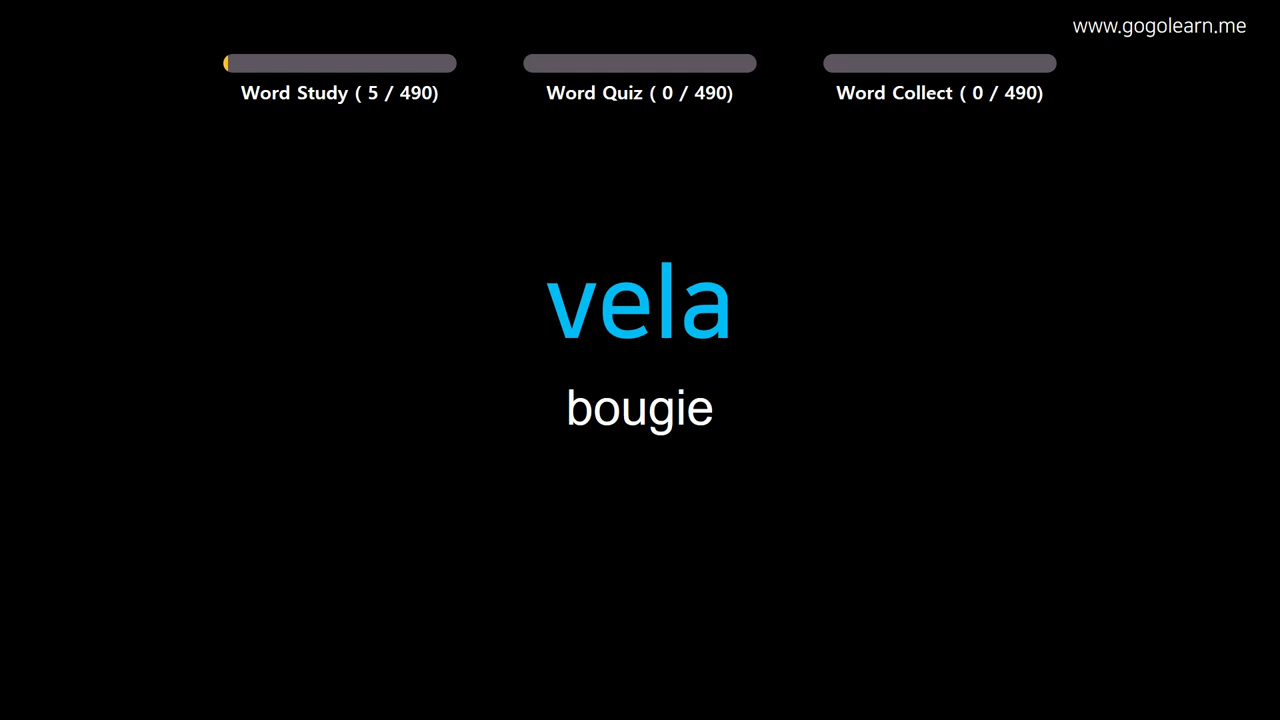 www.gogolearn.me
Word Study ( 5 / 490)
Word Quiz ( 0 / 490)
Word Collect ( 0 / 490)
vela
bougie